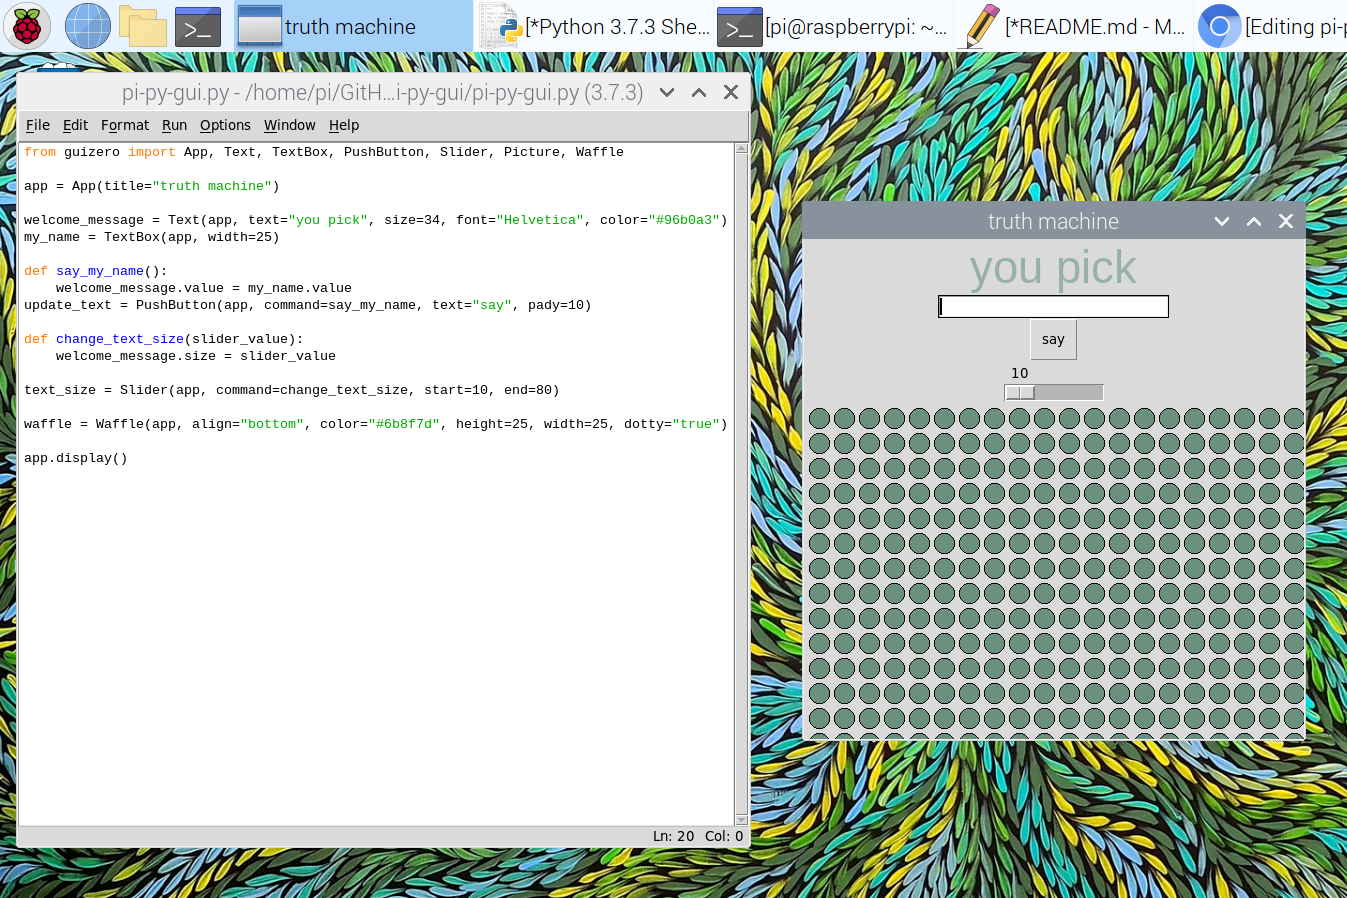 truth machine
[*Python 3.7.3 She...
[pi@raspberrypi: ~...
[*README.md - M...
[Editing pi-p
pi-py-gui.py - /home/pi/GitH...i-py-gui/pi-py-gui.py (3.7.3)
File Edit Format Run Options Window Help
from guizero import App, Text, TextBox, PushButton, Slider, Picture, Waffle
app = App(title="truth machine")
welcome_message = Text(app, text="you pick", size=34, font="Helvetica", color="#96b0a3")
my_name = TextBox(app, width=25)
def say_my_name():
    welcome_message.value = my_name.value
update_text = PushButton(app, command=say_my_name, text="say", pady=10)
def change_text_size(slider_value):
    welcome_message.size = slider_value
text_size = Slider(app, command=change_text_size, start=10, end=80)
waffle = Waffle(app, align="bottom", color="#6b8f7d", height=25, width=25, dotty="true")
app.display()
Ln: 20 Col: 0
truth machine
you pick
say
10